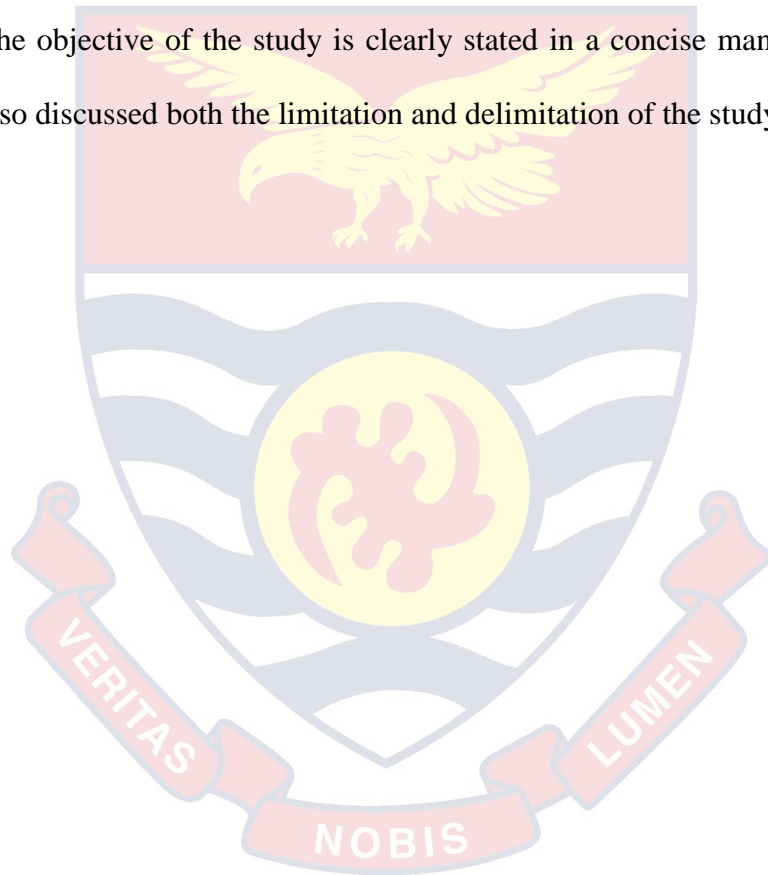 he objective of the study is clearly stated in a concise man
so discussed both the limitation and delimitation of the study
VERITAS
NOBIS
LUMEN